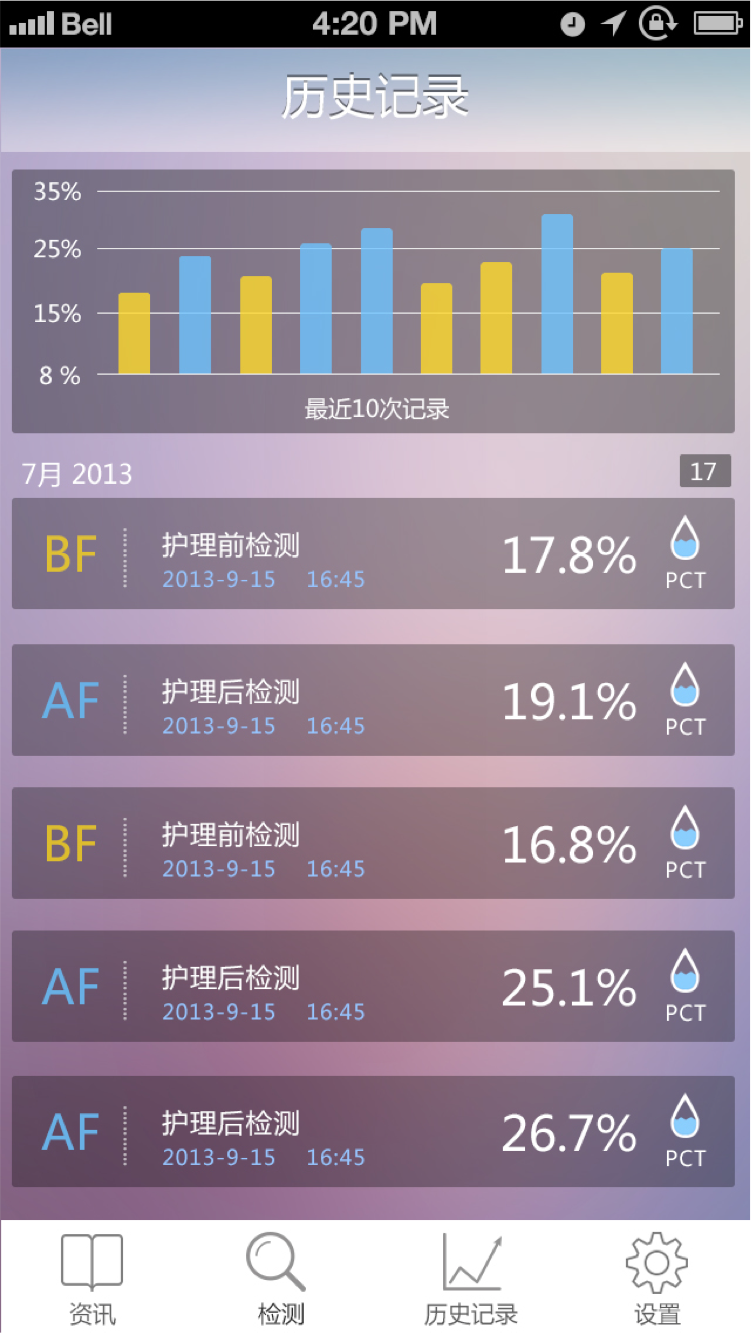 Bell 4:20 PM
历史记录
35%
25%
15%
8 %
最近10次记录
7月 2013 17
BF 护理前检测 17.8%
2013-9-15 16:45 PCT
AF 护理后检测 19.1%
2013-9-15 16:45 PCT
BF 护理前检测 16.8%
2013-9-15 16:45 PCT
AF 护理后检测 25.1%
2013-9-15 16:45 PCT
AF 护理后检测 26.7%
2013-9-15 16:45 PCT
资讯 检测 历史记录 设置